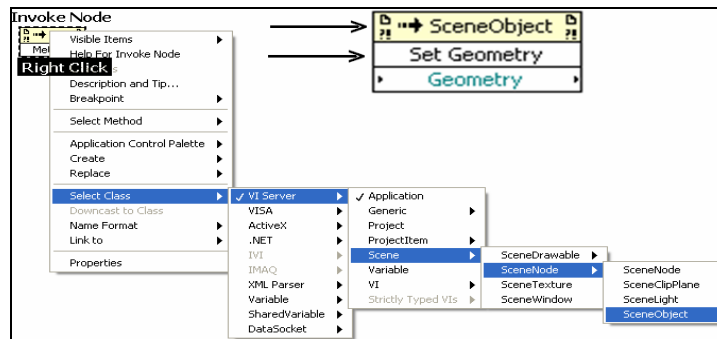 Invoke Node
Right Click
Visible Items
Help For Invoke Node
Description and Tip...
Breakpoint
Select Method
Application Control Palette
Create
Replace
Select Class
Downcast to Class
Name Format
Link to
Properties
✓ VI Server
VISA
ActiveX
.NET
IVI
IMAQ
XML Parser
Variable
SharedVariable
DataSocket
✓ Application
Generic
Project
ProjectItem
Scene
Variable
VI
Strictly Typed VIs
SceneDrawable
SceneNode
SceneTexture
SceneWindow
SceneNode
SceneClipPlane
SceneLight
SceneObject
SceneObject
Set Geometry
Geometry